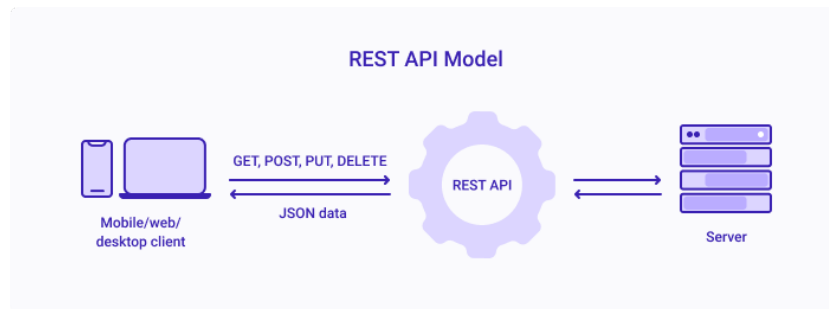 REST API Model
GET, POST, PUT, DELETE
REST API
JSON data
Mobile/web/
desktop client
Server